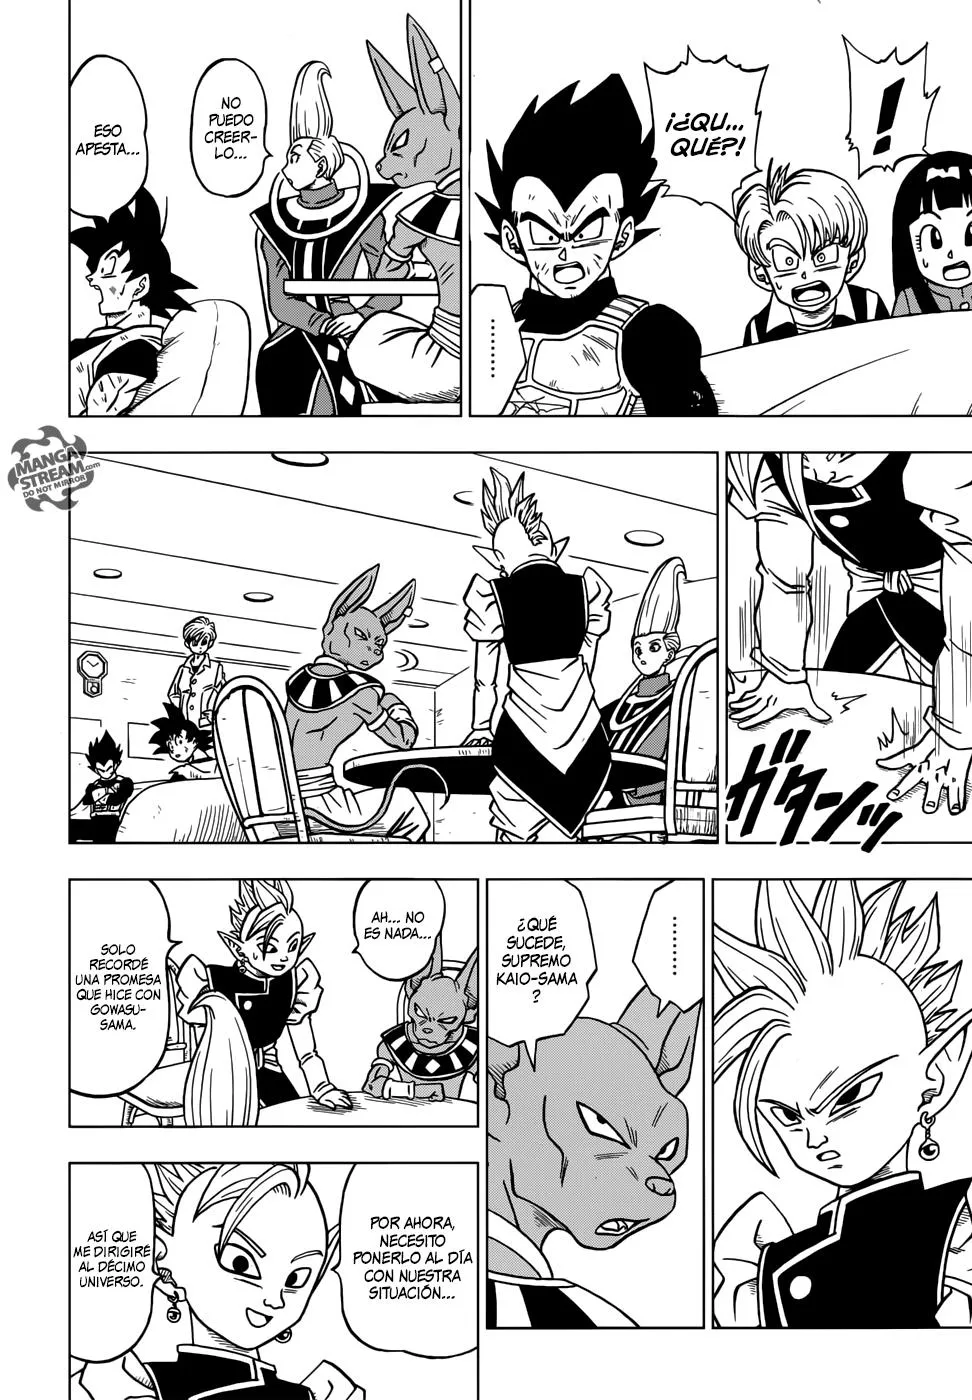 !
¡¿QU...
QUÉ?!
.........
NO
PUEDO
CREER-
LO...
ESO
APESTA...
MANGA
STREAM.com
DO NOT MIRROR
ガタンッ
.........
¿QUÉ
SUCEDE,
SUPREMO
KAIO-SAMA
?
AH... NO
ES NADA...
SOLO
RECORDÉ
UNA PROMESA
QUE HICE CON
GOWASU-
SAMA.
POR AHORA,
NECESITO
PONERLO AL DÍA
CON NUESTRA
SITUACIÓN...
ASÍ QUE
ME DIRIGIRÉ
AL DÉCIMO
UNIVERSO.